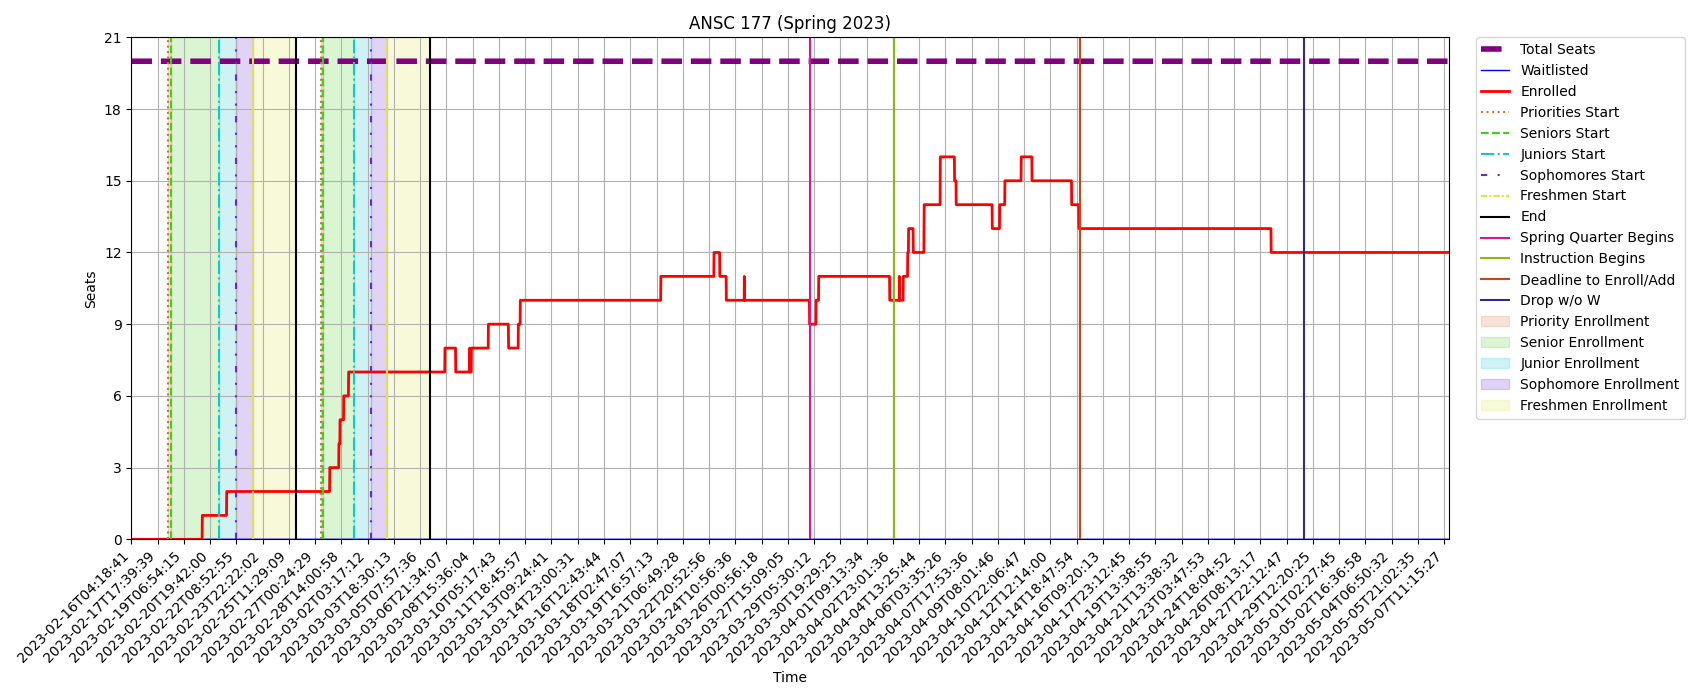 ANSC 177 (Spring 2023)
21
18
15
12
9
6
3
0
Seats
2023-02-16T04:18:41
2023-02-17T17:39:39
2023-02-19T06:54:15
2023-02-20T19:42:00
2023-02-22T08:52:55
2023-02-23T22:22:02
2023-02-25T11:29:09
2023-02-27T00:24:29
2023-02-28T14:00:58
2023-03-02T03:17:12
2023-03-03T18:30:13
2023-03-05T07:57:36
2023-03-06T21:34:07
2023-03-08T15:36:04
2023-03-10T05:17:43
2023-03-11T18:45:57
2023-03-13T09:24:41
2023-03-14T23:00:31
2023-03-16T12:43:44
2023-03-18T02:47:07
2023-03-19T16:57:13
2023-03-21T06:49:28
2023-03-22T20:52:56
2023-03-24T10:56:36
2023-03-26T00:56:18
2023-03-27T15:09:05
2023-03-29T05:30:12
2023-03-30T19:29:25
2023-04-01T09:13:34
2023-04-02T23:01:36
2023-04-04T13:25:44
2023-04-06T03:35:26
2023-04-07T17:53:36
2023-04-09T08:01:46
2023-04-10T22:06:47
2023-04-12T12:14:00
2023-04-14T18:47:54
2023-04-16T09:20:13
2023-04-17T23:12:45
2023-04-19T13:38:55
2023-04-21T21:38:32
2023-04-23T03:47:53
2023-04-24T18:04:52
2023-04-26T08:13:17
2023-04-27T22:12:47
2023-04-29T12:20:25
2023-05-01T02:27:45
2023-05-02T16:36:58
2023-05-04T06:50:32
2023-05-05T21:02:35
2023-05-07T11:15:27
Time
Total Seats
Waitlisted
Enrolled
Priorities Start
Seniors Start
Juniors Start
Sophomores Start
Freshmen Start
End
Spring Quarter Begins
Instruction Begins
Deadline to Enroll/Add
Drop w/o W
Priority Enrollment
Senior Enrollment
Junior Enrollment
Sophomore Enrollment
Freshmen Enrollment